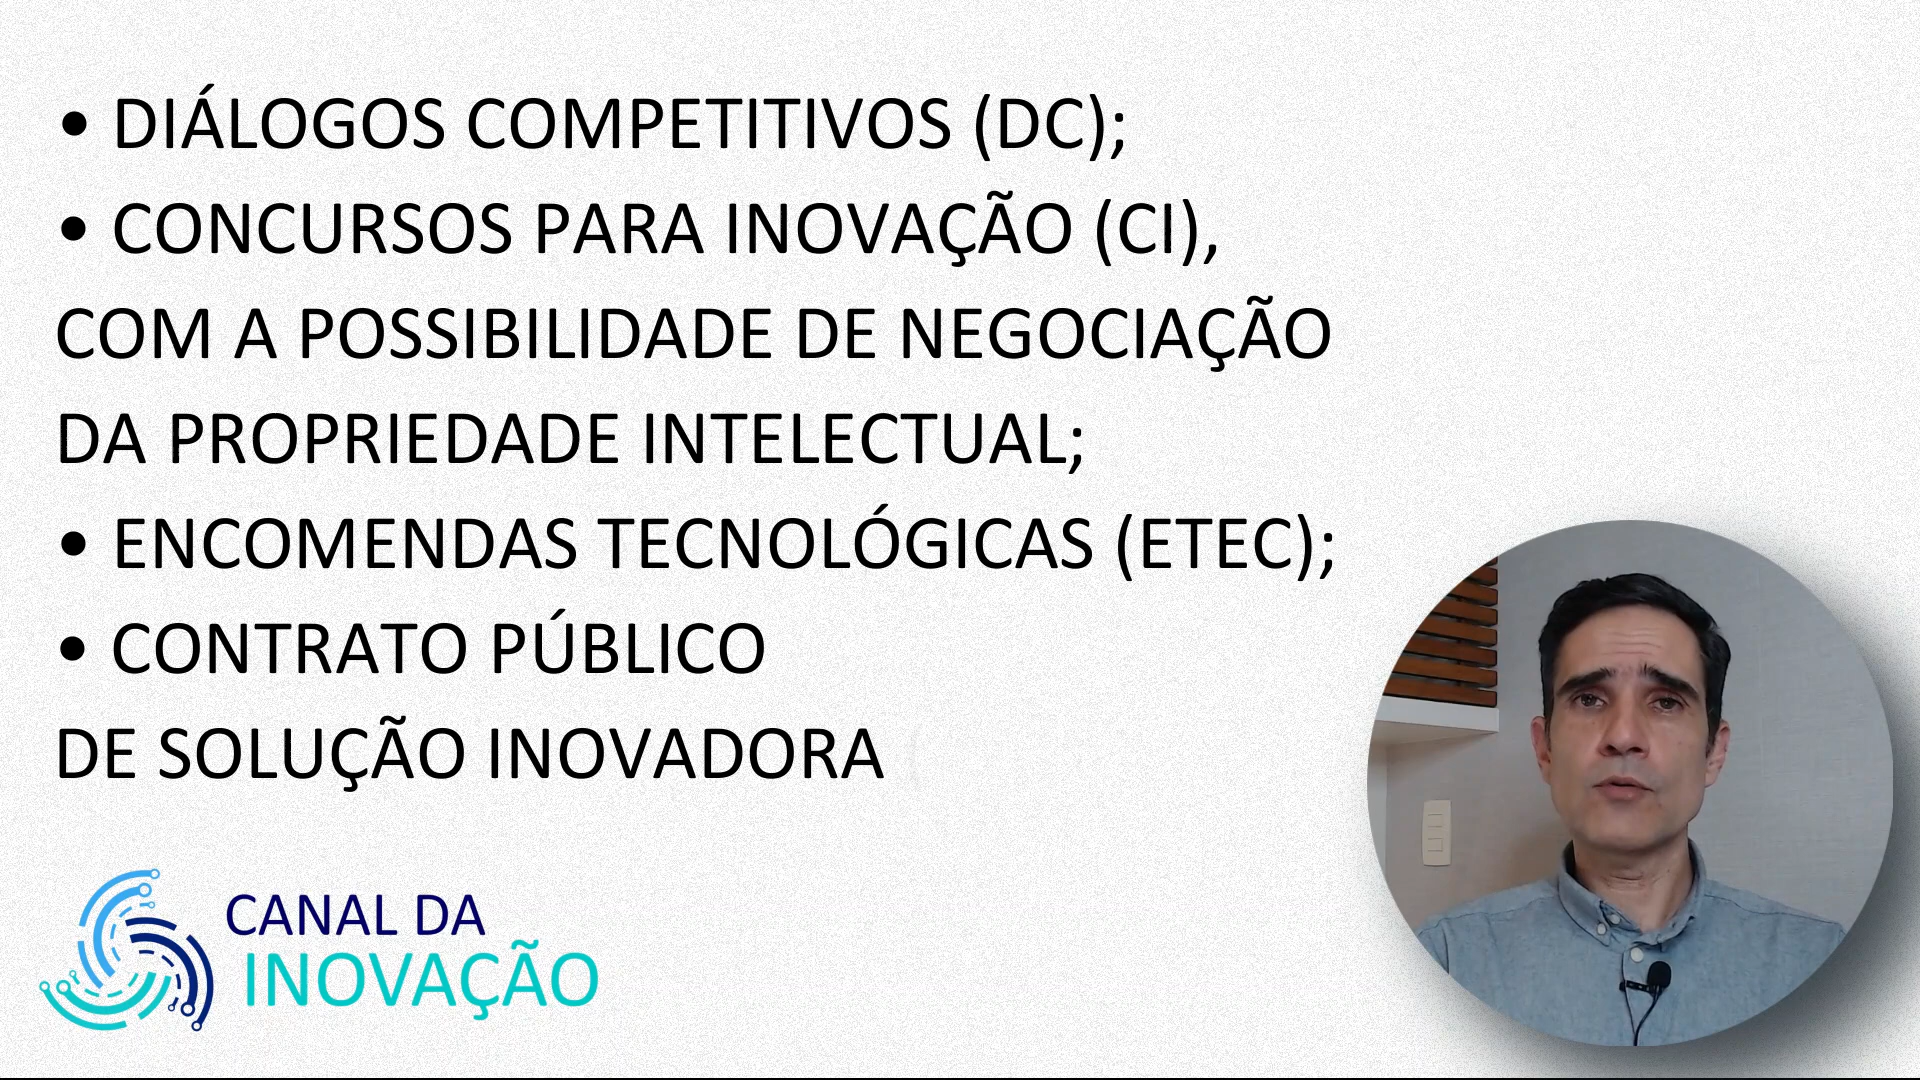 • DIÁLOGOS COMPETITIVOS (DC);
• CONCURSOS PARA INOVAÇÃO (CI),
COM A POSSIBILIDADE DE NEGOCIAÇÃO
DA PROPRIEDADE INTELECTUAL;
• ENCOMENDAS TECNOLÓGICAS (ETEC);
• CONTRATO PÚBLICO
DE SOLUÇÃO INOVADORA
CANAL DA
INOVAÇÃO